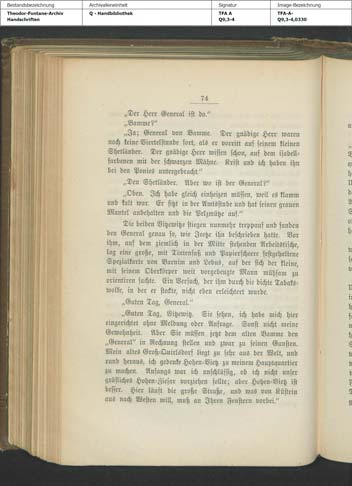 Bestandsbezeichnung
Theodor-Fontane-Archiv
Handschriften
Archivalieneinheit
Q - Handbibliothek
Signatur
TFA A
Q9,3-4
Image-Bezeichnung
TFA-A-
Q9,3-4,0330
74
„Der Herr General ist da.“
„Bamme?“
„Ja; General von Bamme. Der gnädige Herr waren
noch keine Viertelstunde fort, als er vorritt auf seinem kleinen
Shetländer. Der gnädige Herr wissen schon, auf dem isabell-
farbenen mit der schwarzen Mähne. Krist und ich haben ihn
bei den Ponies untergebracht.“
„Den Shetländer. Aber wo ist der General?“
„Oben. Ich habe gleich einheizen müssen, weil es klamm
und kalt war. Er sitzt in der Amtsstube und hat seinen grauen
Mantel anbehalten und die Pelzmütze auf.“
Die beiden Vitzewitze stiegen nunmehr treppauf und fanden
den General genau so, wie Jeetze ihn beschrieben hatte. Vor
ihm, auf dem ziemlich in der Mitte stehenden Arbeitstische,
lag eine große, mit Tintenfaß und Papierscheere festgehaltene
Spezialkarte von Barnim und Lebus, auf der sich der Kleine,
mit seinem Oberkörper weit vorgebeugte Mann mühsam zu
orientiren suchte. Ein Versuch, der ihm durch die dichte Tabaks-
wolke, in der er steckte, nicht eben erleichtert wurde.
„Guten Tag, General.“
„Guten Tag, Vitzewitz. Sie sehen, ich habe mich hier
eingerichtet ohne Meldung oder Anfrage. Sonst nicht meine
Gewohnheit. Aber Sie müssen jetzt dem alten Bamme den
„General“ in Rechnung stellen und zwar zu seinen Gunsten.
Mein altes Groß-Quirlsdorf liegt zu sehr aus der Welt, und
rund heraus, ich gedenke Hohen-Vietz zu meinem Hauptquartier
zu machen. Anfangs war ich unschlüssig, ob ich nicht unser
gräfliches Hohen-Ziesar vorziehen sollte; aber Hohen-Vietz ist
besser. Hier läuft die große Straße, und was von Küstrin
aus nach Westen will, muß an Ihren Fenstern vorbei.“